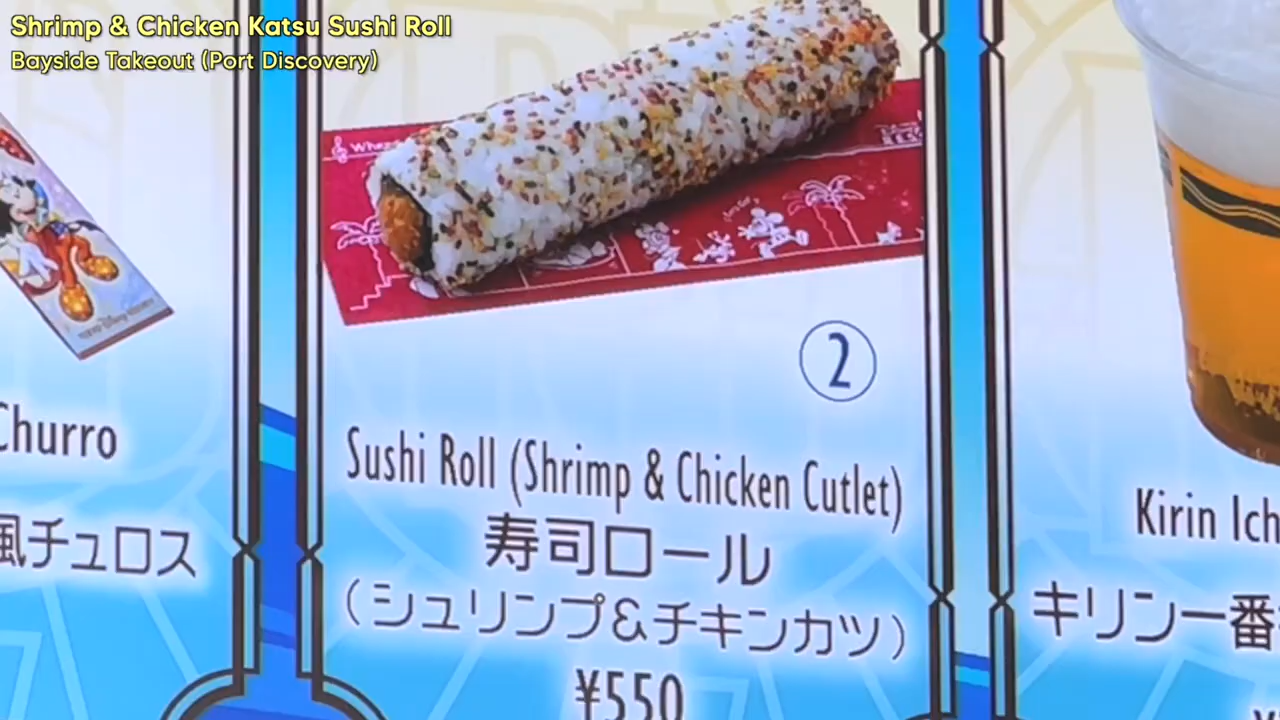 Shrimp & Chicken Katsu Sushi Roll
Bayside Takeout (Port Discovery)
Churro
風チュロス
2
Sushi Roll (Shrimp & Chicken Cutlet)
寿司ロール
(シュリンプ&チキンカツ)
¥550
Kirin Ich
キリン一番